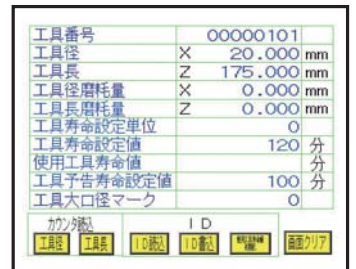 工具番号 00000101
工具径 X 20.000 mm
工具長 Z 175.000 mm
工具径磨耗量 X 0.000 mm
工具長磨耗量 Z 0.000 mm
工具寿命設定単位 0
工具寿命設定値 120 分
使用工具寿命値 分
工具予告寿命設定値 100 分
工具大口径マーク 0
カウンタ読込 ID
工具径 工具長 ID読込 ID書込 画面クリア